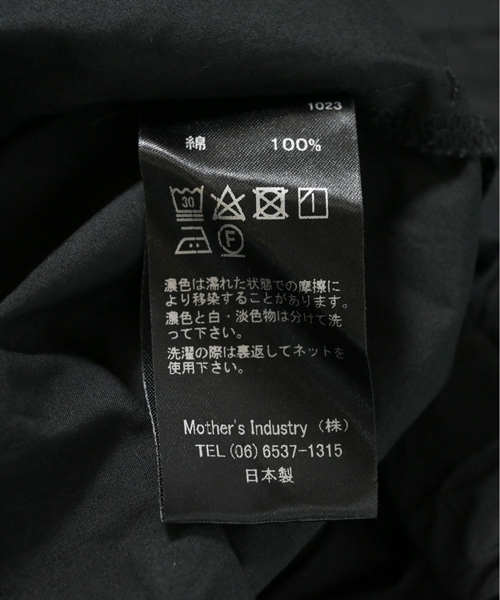 1023
綿 100%
30
F
濃色は濡れた状態での摩擦に
より移染することがあります。
濃色と白・淡色物は分けて洗
って下さい。
洗濯の際は裏返してネットを
使用下さい。
Mother's Industry (株)
TEL(06)6537-1315
日本製